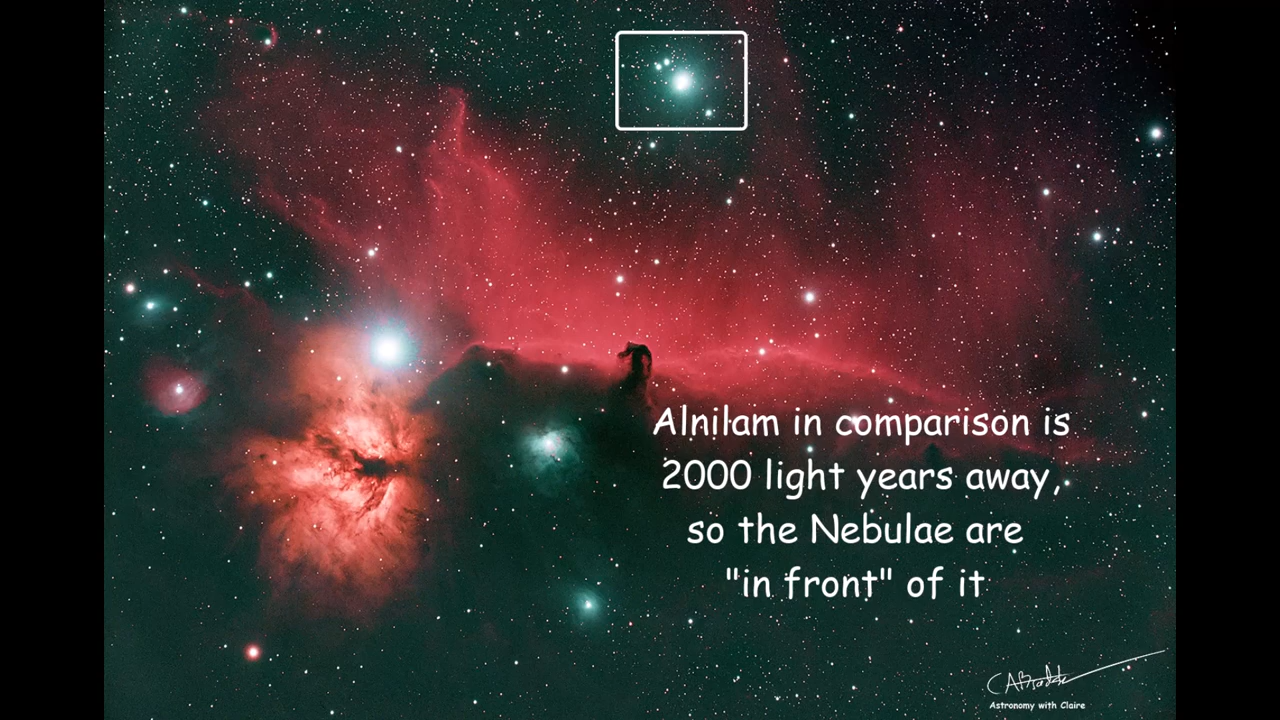 Alnilam in comparison is
2000 light years away,
so the Nebulae are
"in front" of it
Astronomy with Claire